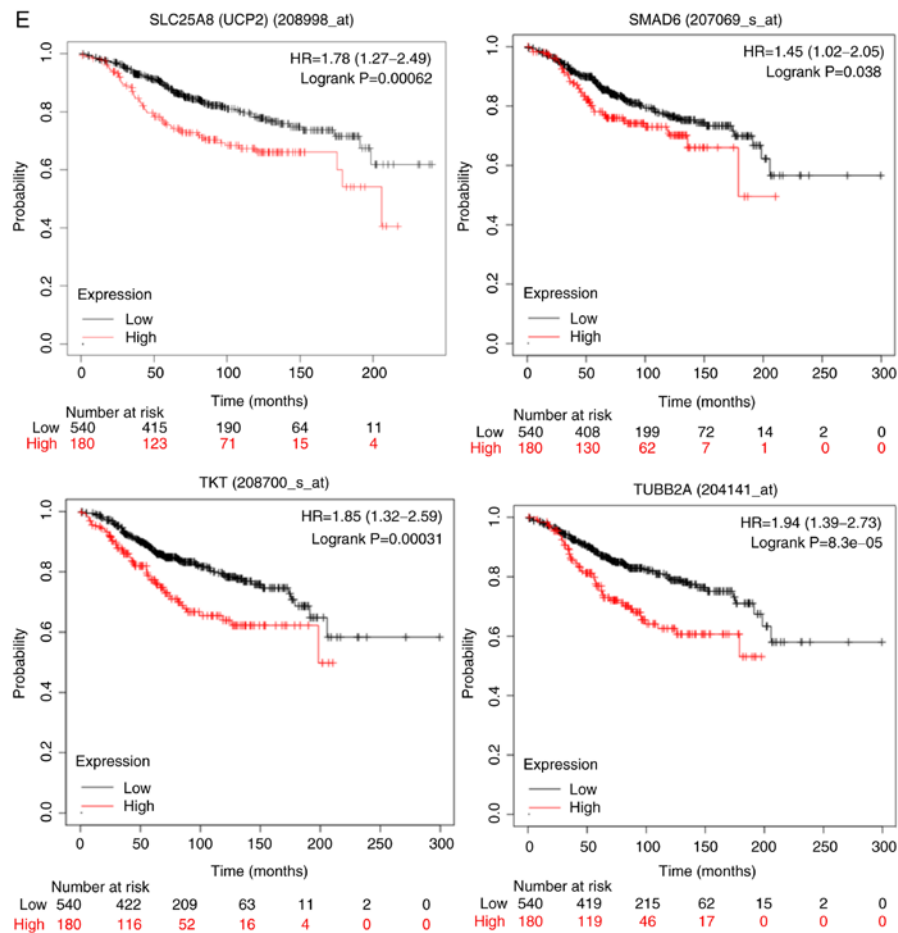 E
SLC25A8 (UCP2) (208998_at)
HR=1.78 (1.27–2.49)
Logrank P=0.00062
Probability
1.0
0.8
0.6
0.4
0.2
0.0
Expression
Low
High
0 50 100 150 200
Time (months)
Number at risk
Low 540 415 190 64 11
High 180 123 71 15 4
SMAD6 (207069_s_at)
HR=1.45 (1.02–2.05)
Logrank P=0.038
Probability
1.0
0.8
0.6
0.4
0.2
0.0
Expression
Low
High
0 50 100 150 200 250 300
Time (months)
Number at risk
Low 540 408 199 72 14 2 0
High 180 130 62 7 1 0 0
TKT (208700_s_at)
HR=1.85 (1.32–2.59)
Logrank P=0.00031
Probability
1.0
0.8
0.6
0.4
0.2
0.0
Expression
Low
High
0 50 100 150 200 250 300
Time (months)
Number at risk
Low 540 422 209 63 11 2 0
High 180 116 52 16 4 0 0
TUBB2A (204141_at)
HR=1.94 (1.39–2.73)
Logrank P=8.3e–05
Probability
1.0
0.8
0.6
0.4
0.2
0.0
Expression
Low
High
0 50 100 150 200 250 300
Time (months)
Number at risk
Low 540 419 215 62 15 2 0
High 180 119 46 17 0 0 0